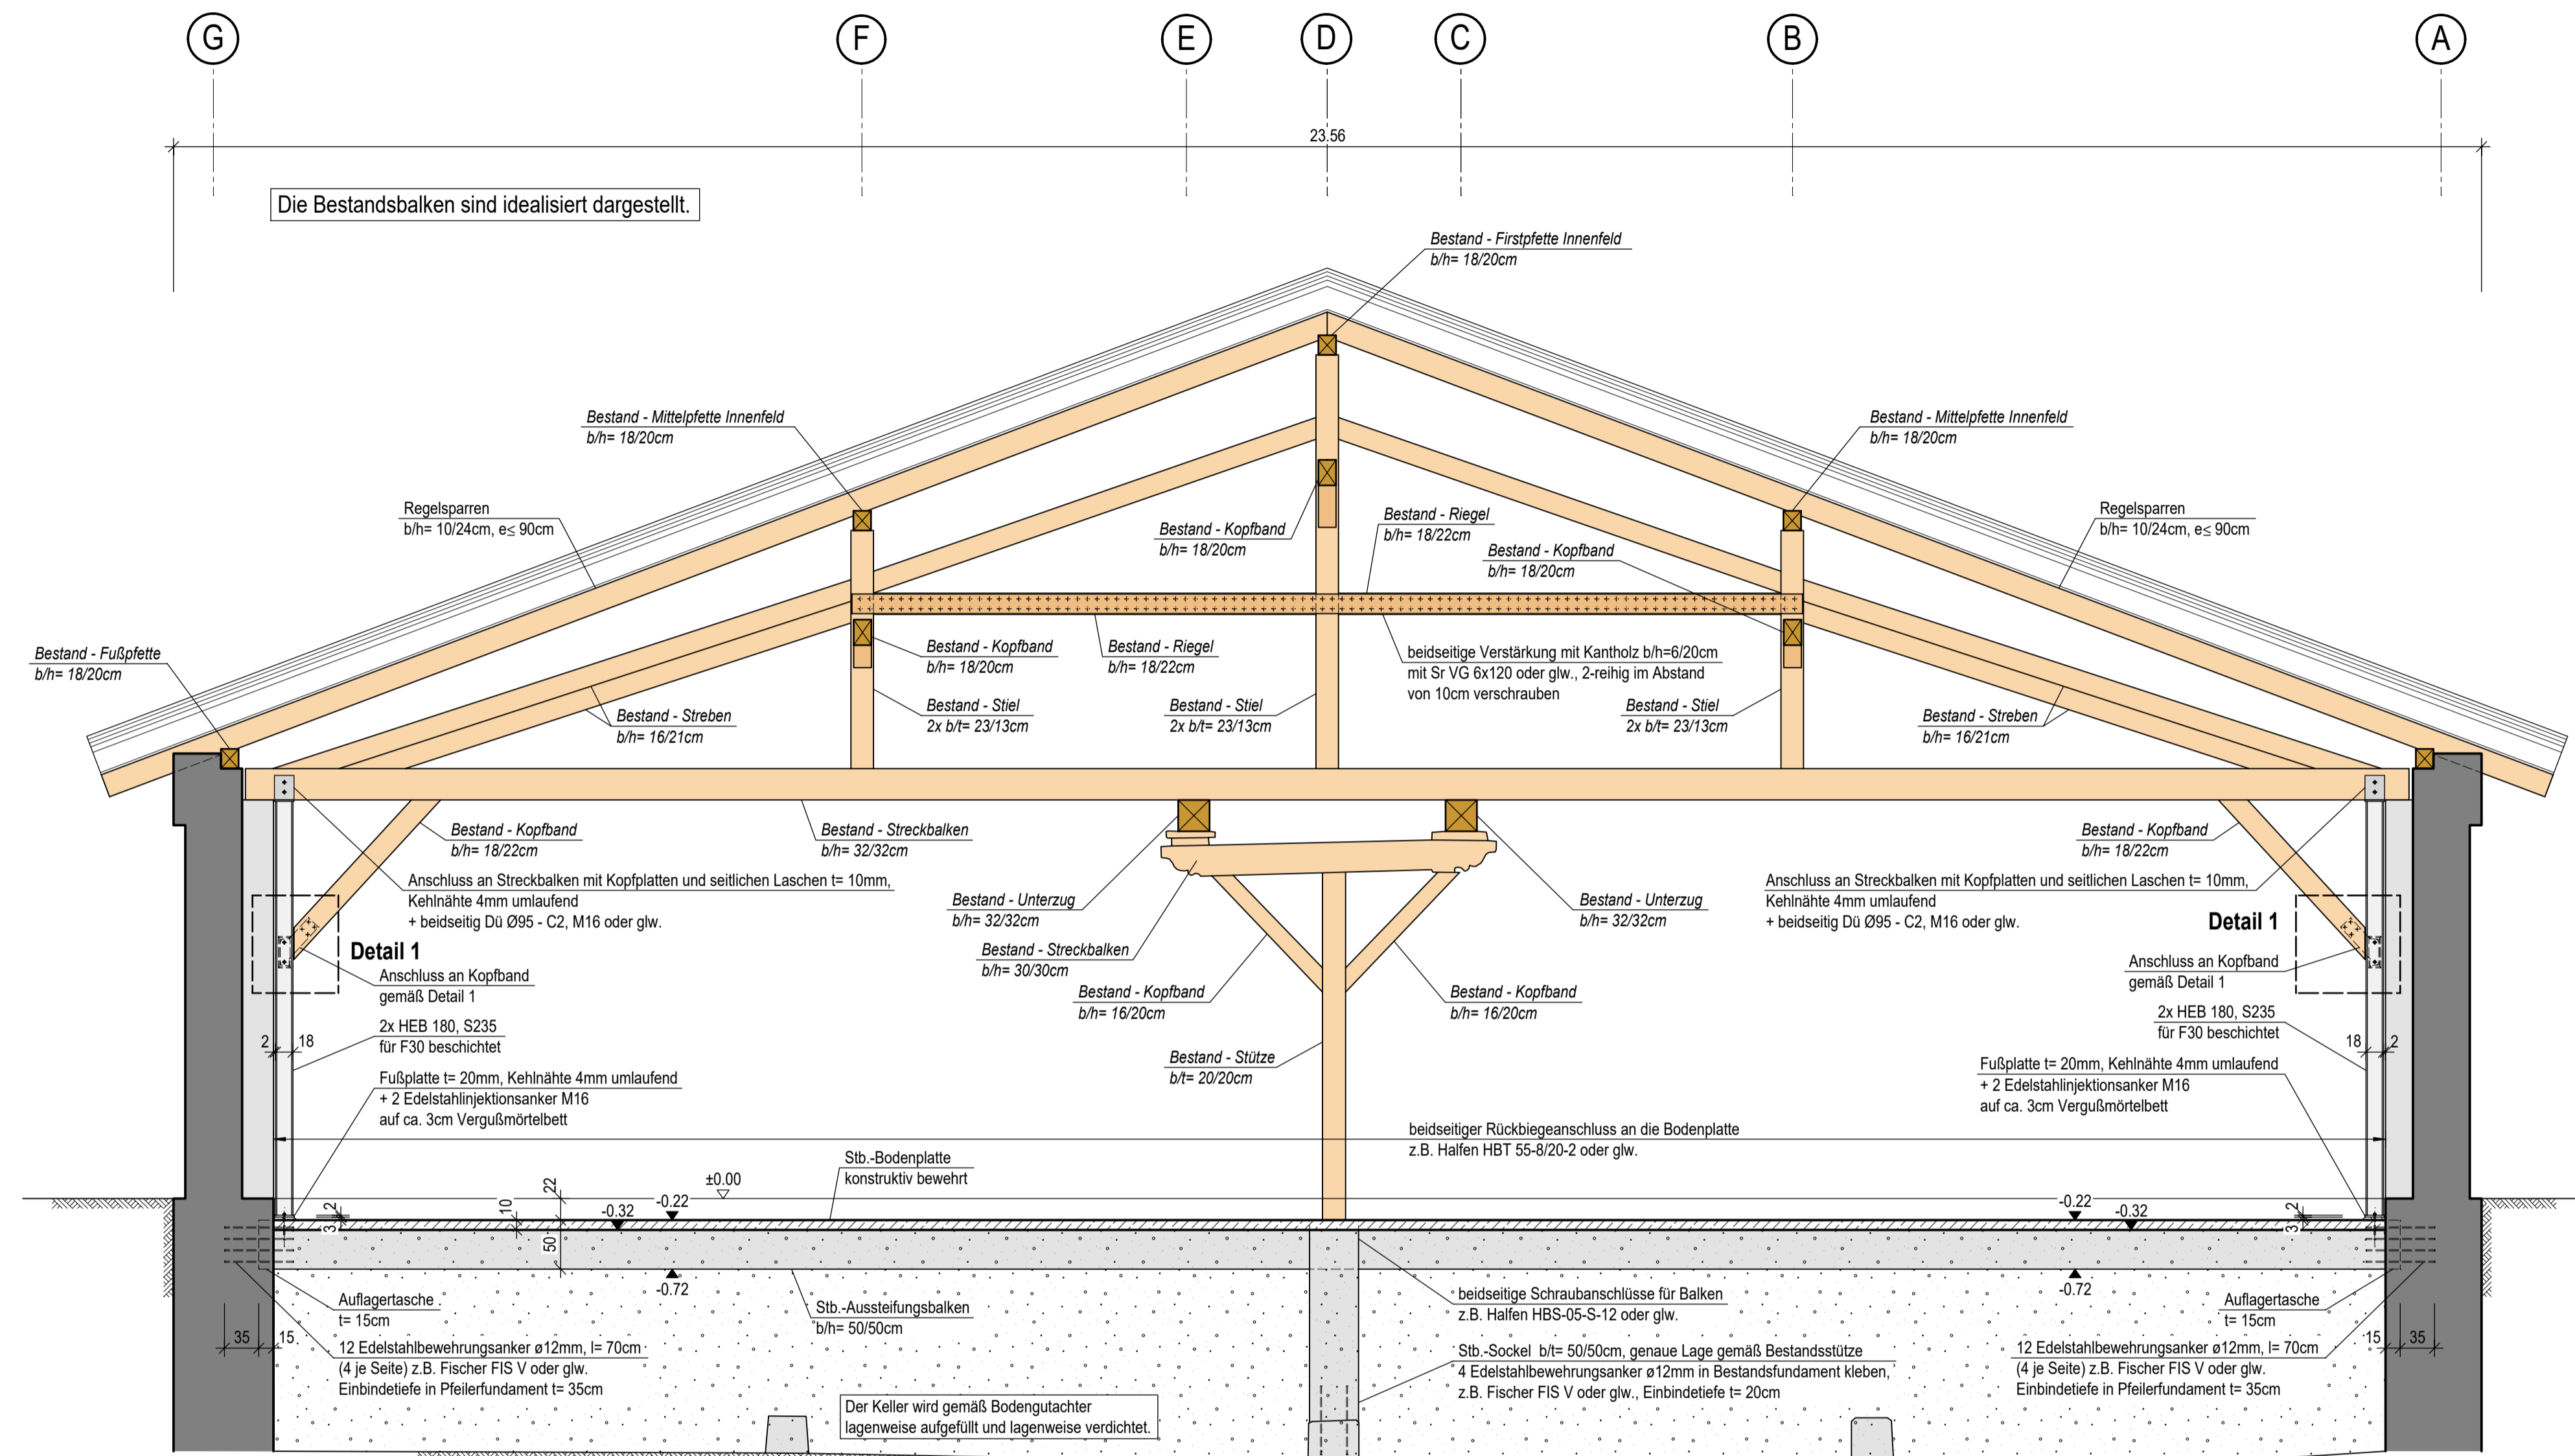 G
F
E
D
C
B
A
23.56
Die Bestandsbalken sind idealisiert dargestellt.
Bestand - Firstpfette Innenfeld
b/h= 18/20cm
Bestand - Mittelpfette Innenfeld
b/h= 18/20cm
Bestand - Mittelpfette Innenfeld
b/h= 18/20cm
Regelsparren
b/h= 10/24cm, e≤ 90cm
Bestand - Kopfband
b/h= 18/20cm
Bestand - Riegel
b/h= 18/22cm
Bestand - Kopfband
b/h= 18/20cm
Regelsparren
b/h= 10/24cm, e≤ 90cm
Bestand - Fußpfette
b/h= 18/20cm
Bestand - Kopfband
b/h= 18/20cm
Bestand - Riegel
b/h= 18/22cm
beidseitige Verstärkung mit Kantholz b/h=6/20cm
mit Sr VG 6x120 oder glw., 2-reihig im Abstand
von 10cm verschrauben
Bestand - Streben
b/h= 16/21cm
Bestand - Stiel
2x b/t= 23/13cm
Bestand - Stiel
2x b/t= 23/13cm
Bestand - Stiel
2x b/t= 23/13cm
Bestand - Streben
b/h= 16/21cm
Bestand - Kopfband
b/h= 18/22cm
Bestand - Streckbalken
b/h= 32/32cm
Bestand - Kopfband
b/h= 18/22cm
Anschluss an Streckbalken mit Kopfplatten und seitlichen Laschen t= 10mm,
Kehlnähte 4mm umlaufend
+ beidseitig Dü Ø95 - C2, M16 oder glw.
Bestand - Unterzug
b/h= 32/32cm
Bestand - Unterzug
b/h= 32/32cm
Anschluss an Streckbalken mit Kopfplatten und seitlichen Laschen t= 10mm,
Kehlnähte 4mm umlaufend
+ beidseitig Dü Ø95 - C2, M16 oder glw.
Detail 1
Detail 1
Bestand - Streckbalken
b/h= 30/30cm
Anschluss an Kopfband
gemäß Detail 1
Anschluss an Kopfband
gemäß Detail 1
Bestand - Kopfband
b/h= 16/20cm
Bestand - Kopfband
b/h= 16/20cm
2x HEB 180, S235
für F30 beschichtet
2x HEB 180, S235
für F30 beschichtet
2
18
18
2
Bestand - Stütze
b/t= 20/20cm
Fußplatte t= 20mm, Kehlnähte 4mm umlaufend
+ 2 Edelstahlinjektionsanker M16
auf ca. 3cm Vergußmörtelbett
Fußplatte t= 20mm, Kehlnähte 4mm umlaufend
+ 2 Edelstahlinjektionsanker M16
auf ca. 3cm Vergußmörtelbett
beidseitiger Rückbiegeanschluss an die Bodenplatte
z.B. Halfen HBT 55-8/20-2 oder glw.
Stb.-Bodenplatte
konstruktiv bewehrt
±0.00
22
10
2
3
50
-0.32
-0.22
-0.72
-0.22
-0.32
2
3
-0.72
Auflagertasche
t= 15cm
Stb.-Aussteifungsbalken
b/h= 50/50cm
beidseitige Schraubanschlüsse für Balken
z.B. Halfen HBS-05-S-12 oder glw.
Auflagertasche
t= 15cm
35
15
15
35
12 Edelstahlbewehrungsanker ø12mm, l= 70cm
(4 je Seite) z.B. Fischer FIS V oder glw.
Einbindetiefe in Pfeilerfundament t= 35cm
Stb.-Sockel b/t= 50/50cm, genaue Lage gemäß Bestandsstütze
4 Edelstahlbewehrungsanker ø12mm in Bestandsfundament kleben,
z.B. Fischer FIS V oder glw., Einbindetiefe t= 20cm
12 Edelstahlbewehrungsanker ø12mm, l= 70cm
(4 je Seite) z.B. Fischer FIS V oder glw.
Einbindetiefe in Pfeilerfundament t= 35cm
Der Keller wird gemäß Bodengutachter
lagenweise aufgefüllt und lagenweise verdichtet.